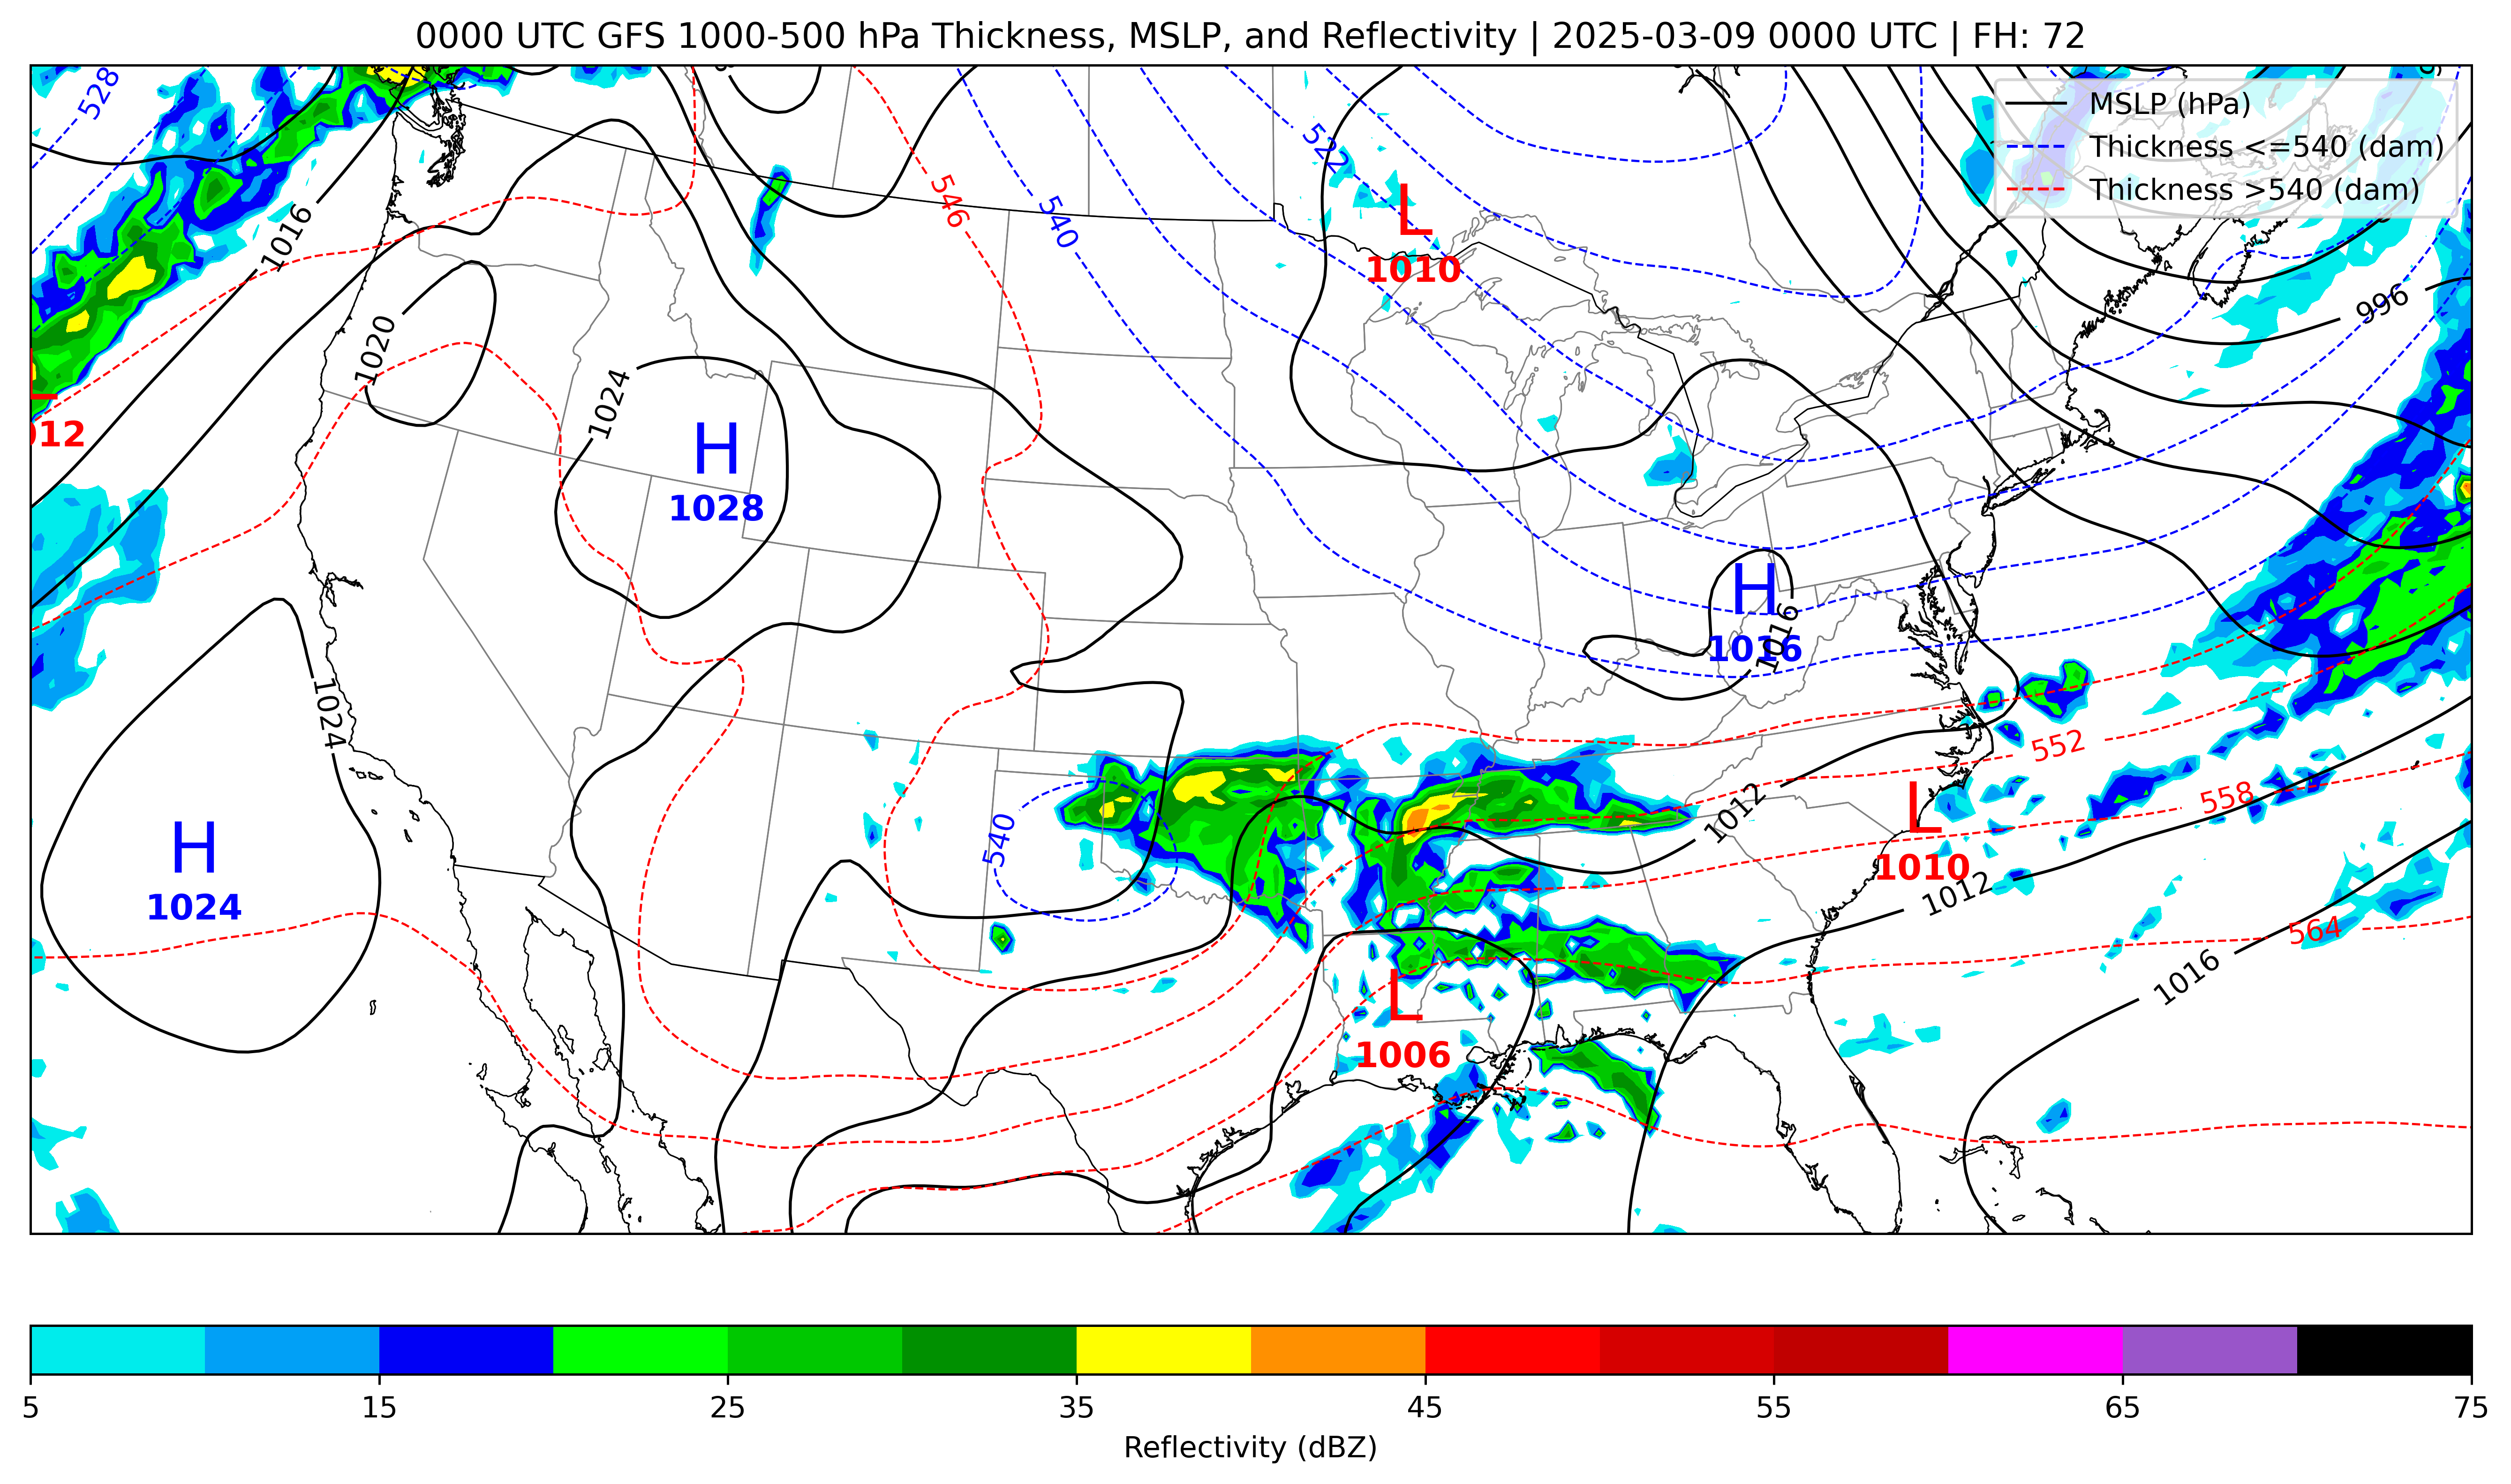 0000 UTC GFS 1000-500 hPa Thickness, MSLP, and Reflectivity | 2025-03-09 0000 UTC | FH: 72
528
MSLP (hPa)
Thickness <=540 (dam)
Thickness >540 (dam)
522
546
540
L
1010
1016
996
1020
1024
H
1028
L
012
H
1016
1016
1024
552
558
H
1024
540
1012
L
1010
1012
564
1016
L
1006
5 15 25 35 45 55 65 75
Reflectivity (dBZ)